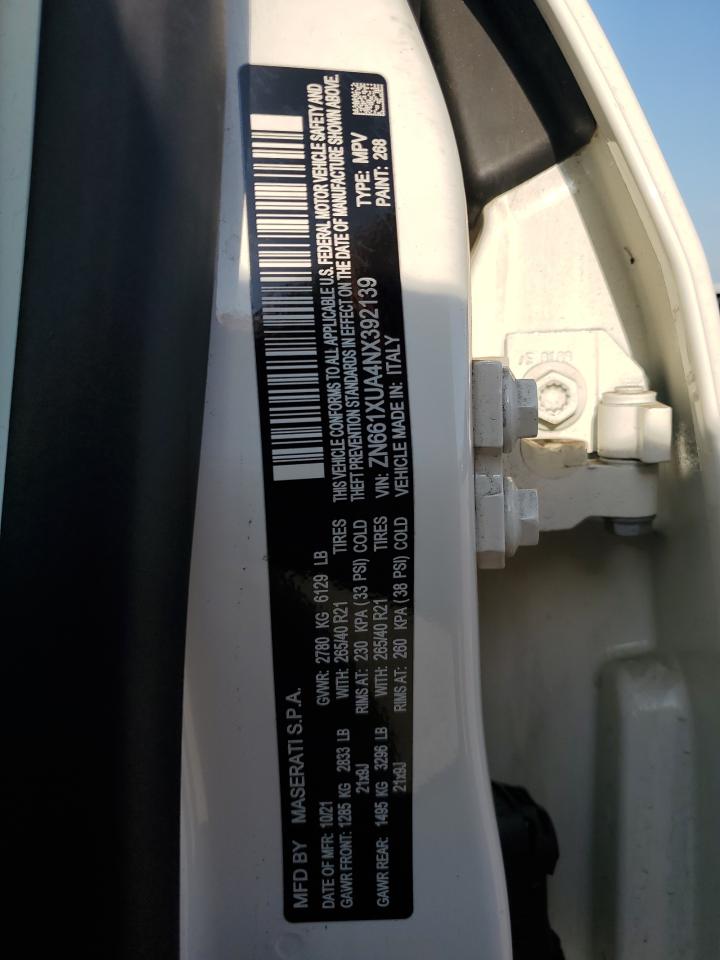 MFD BY MASERATI S.P.A.
DATE OF MFR: 10/21 GVWR: 2780 KG 6129 LB
GAWR FRONT: 1285 KG 2833 LB WITH: 265/40 R21 TIRES
21x9J RIMS AT: 230 KPA (33 PSI) COLD
GAWR REAR: 1495 KG 3296 LB WITH: 265/40 R21 TIRES
21x9J RIMS AT: 260 KPA (38 PSI) COLD
THIS VEHICLE CONFORMS TO ALL APPLICABLE U.S. FEDERAL MOTOR VEHICLE SAFETY AND
THEFT PREVENTION STANDARDS IN EFFECT ON THE DATE OF MANUFACTURE SHOWN ABOVE.
VIN: ZN661XUA4NX392139 TYPE: MPV
VEHICLE MADE IN: ITALY PAINT: 268